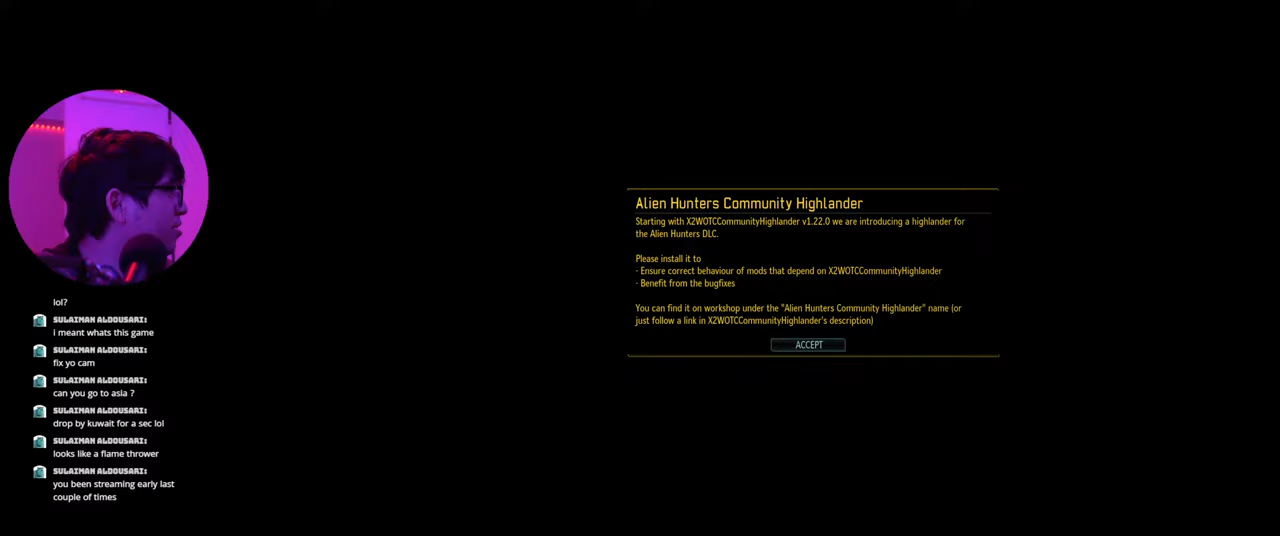 lol?
SULAIMAN ALDOUSARI:
i meant whats this game
SULAIMAN ALDOUSARI:
fix yo cam
SULAIMAN ALDOUSARI:
can you go to asia ?
SULAIMAN ALDOUSARI:
drop by kuwait for a sec lol
SULAIMAN ALDOUSARI:
looks like a flame thrower
SULAIMAN ALDOUSARI:
you been streaming early last
couple of times
Alien Hunters Community Highlander
Starting with X2WOTCCommunityHighlander v1.22.0 we are introducing a highlander for
the Alien Hunters DLC.
Please install it to
- Ensure correct behaviour of mods that depend on X2WOTCCommunityHighlander
- Benefit from the bugfixes
You can find it on workshop under the "Alien Hunters Community Highlander" name (or
just follow a link in X2WOTCCommunityHighlander's description)
ACCEPT